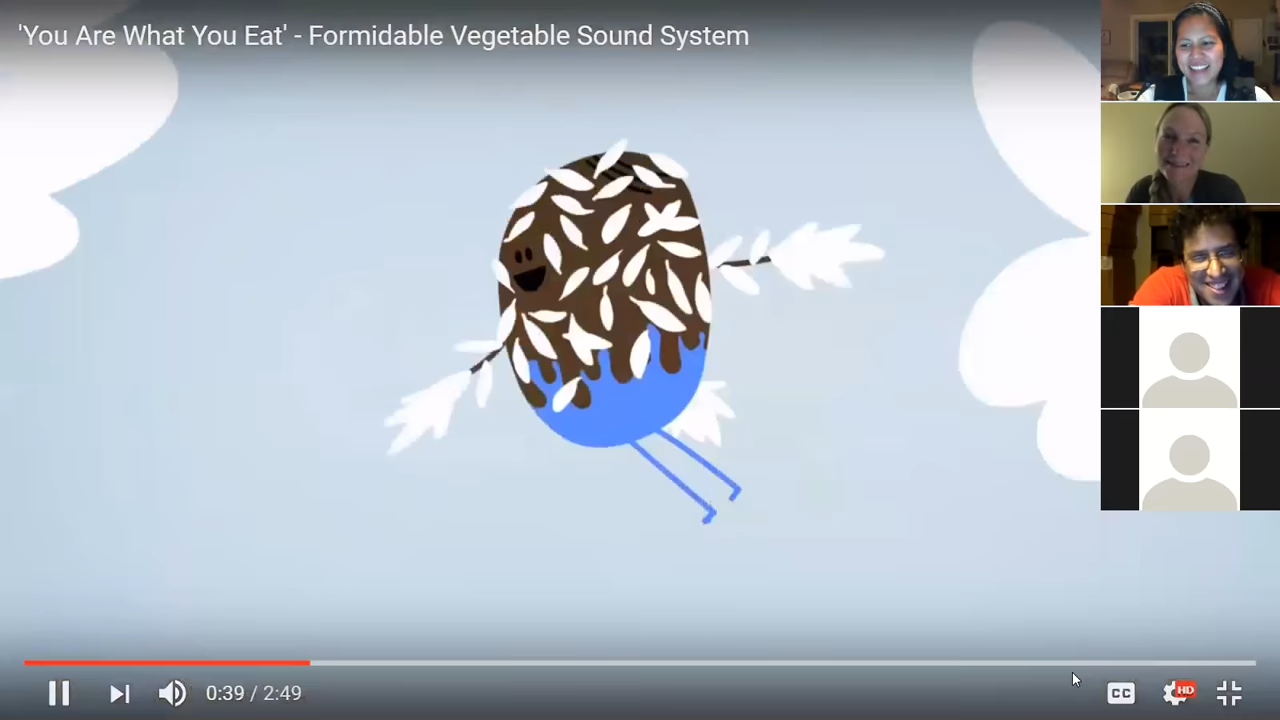 'You Are What You Eat' - Formidable Vegetable Sound System
0:39 / 2:49
CC
HD